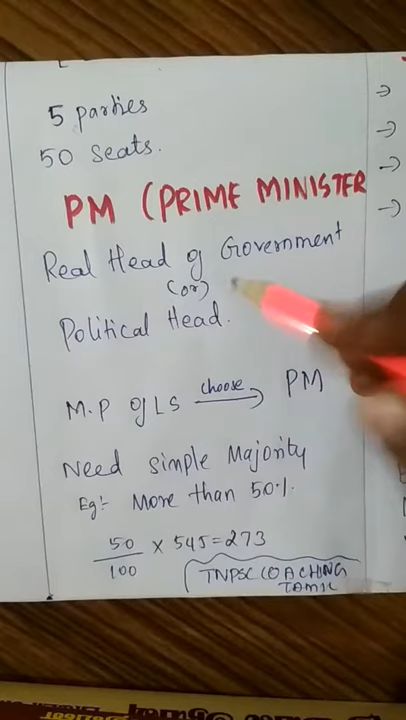 5 parties
50 seats.
PM (PRIME MINISTER
Real Head of Government
(or)
Political Head.
M.P of LS choose → PM
Need simple Majority
Eg:- More than 50%.
50/100 × 545=273
TNPSC COACHING
TAMIL